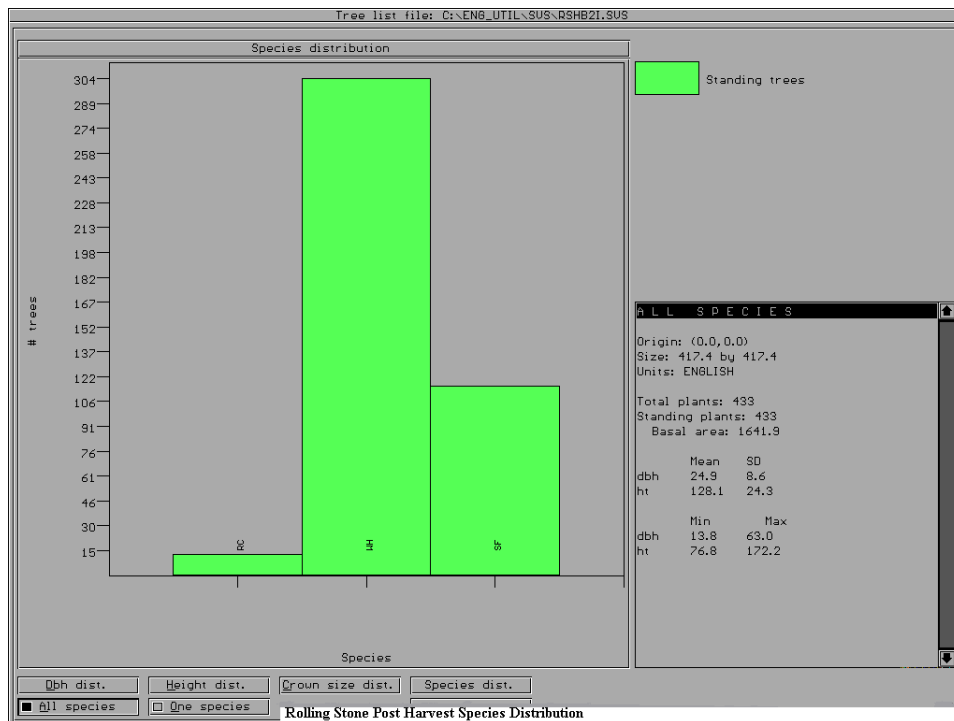 Tree list file: C:\ENG_UTIL\SVS\RSHB2I.SVS
Species distribution
Standing trees
304
289
274
258
243
228
213
198
182
167
152
137
122
106
91
76
61
46
30
15
# trees
RC
WH
SF
Species
ALL SPECIES
Origin: (0.0,0.0)
Size: 417.4 by 417.4
Units: ENGLISH
Total plants: 433
Standing plants: 433
Basal area: 1641.9
Mean SD
dbh 24.9 8.6
ht 128.1 24.3
Min Max
dbh 13.8 63.0
ht 76.8 172.2
Dbh dist. Height dist. Crown size dist. Species dist.
All species One species
Rolling Stone Post Harvest Species Distribution